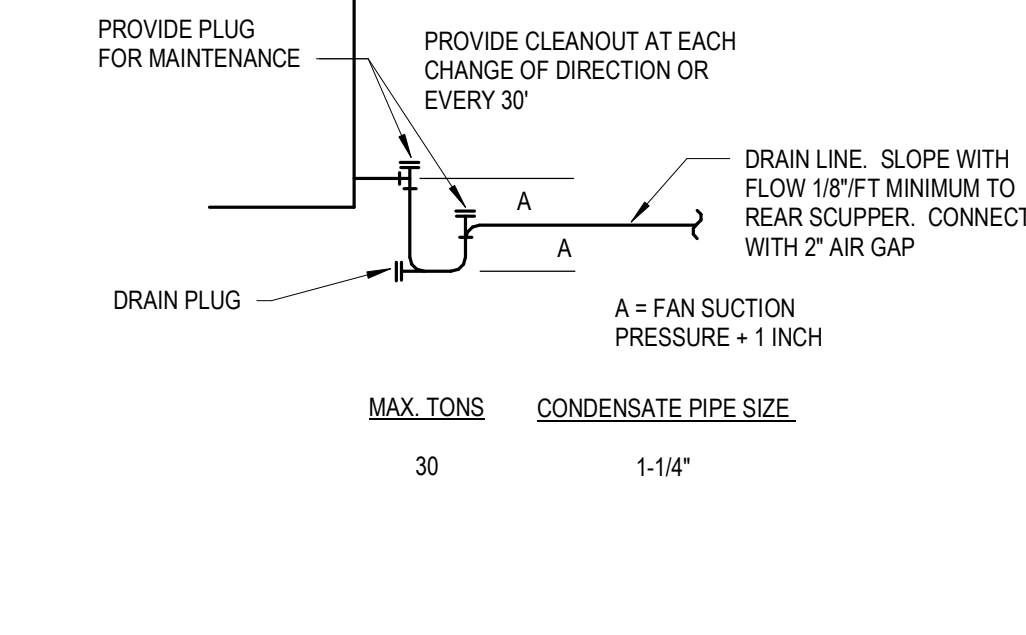 PROVIDE PLUG
FOR MAINTENANCE
PROVIDE CLEANOUT AT EACH
CHANGE OF DIRECTION OR
EVERY 30'
DRAIN LINE. SLOPE WITH
FLOW 1/8"/FT MINIMUM TO
REAR SCUPPER. CONNECT
WITH 2" AIR GAP
A
A
DRAIN PLUG
A = FAN SUCTION
PRESSURE + 1 INCH
MAX. TONS CONDENSATE PIPE SIZE
30 1-1/4"